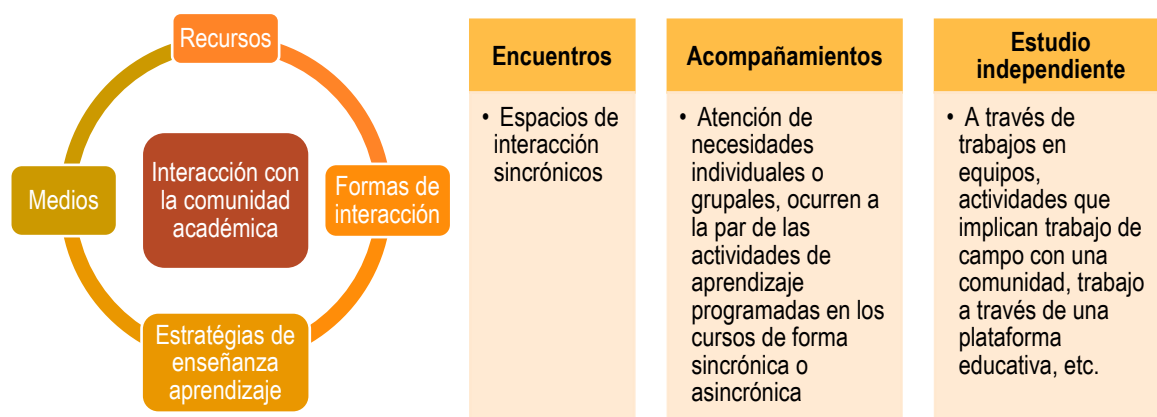 Recursos
Interacción con
la comunidad
académica
Medios
Formas de
interacción
Estratégias de
enseñanza
aprendizaje
Encuentros
• Espacios de
interacción
sincrónicos
Acompañamientos
• Atención de
necesidades
individuales o
grupales, ocurren a
la par de las
actividades de
aprendizaje
programadas en los
cursos de forma
sincrónica o
asincrónica
Estudio
independiente
• A través de
trabajos en
equipos,
actividades que
implican trabajo de
campo con una
comunidad, trabajo
a través de una
plataforma
educativa, etc.